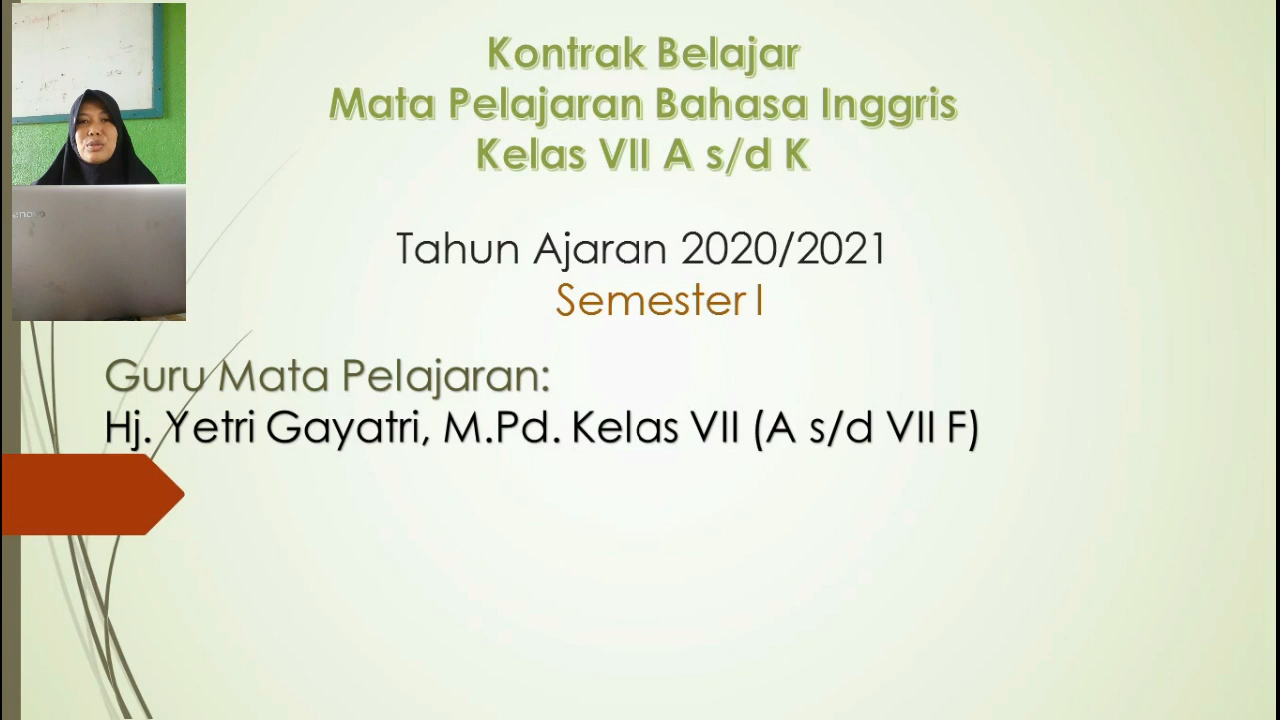 Kontrak Belajar
Mata Pelajaran Bahasa Inggris
Kelas VII A s/d K
Tahun Ajaran 2020/2021
Semester I
Guru Mata Pelajaran:
Hj. Yetri Gayatri, M.Pd. Kelas VII (A s/d VII F)